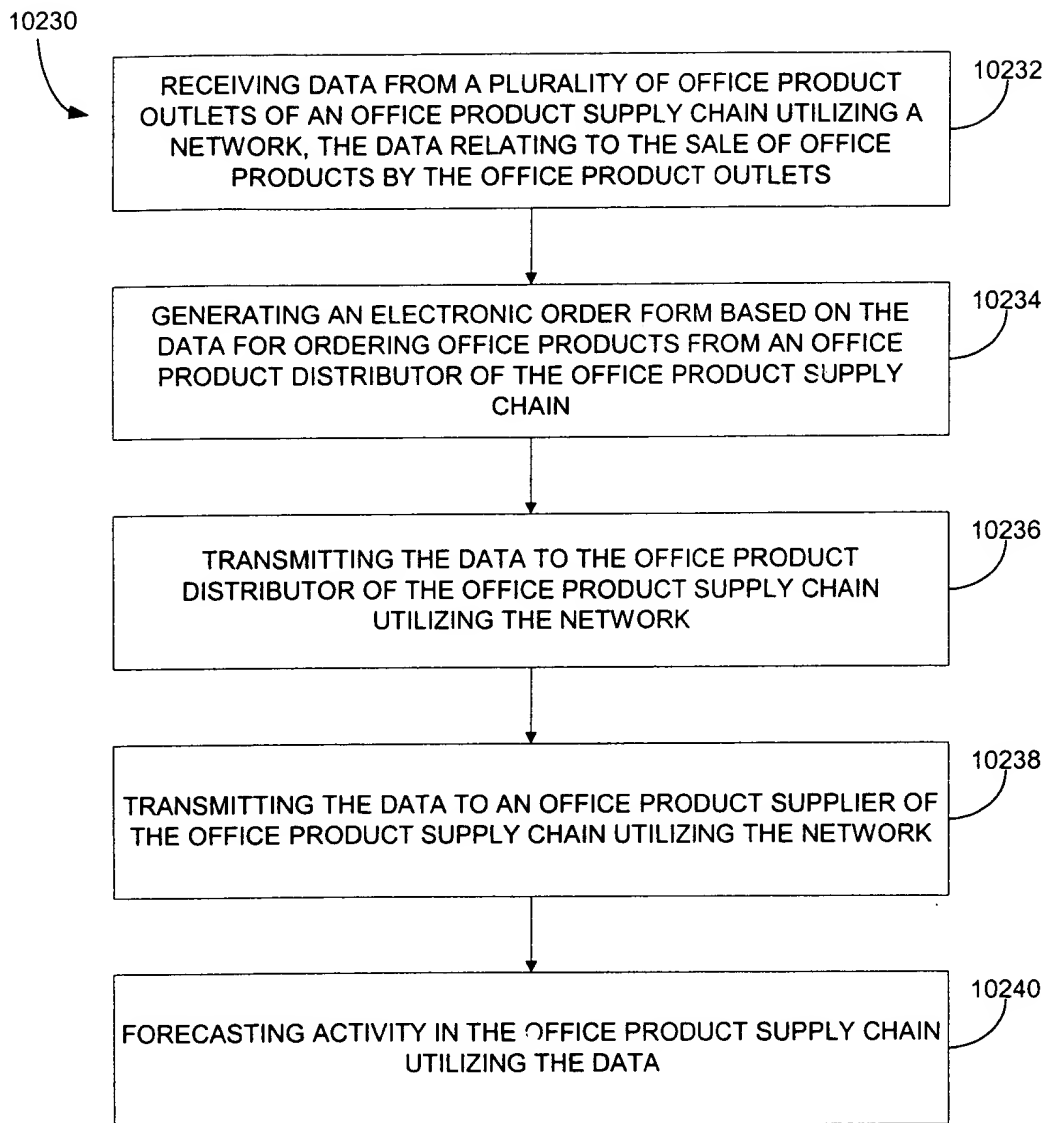 10230
RECEIVING DATA FROM A PLURALITY OF OFFICE PRODUCT
OUTLETS OF AN OFFICE PRODUCT SUPPLY CHAIN UTILIZING A
NETWORK, THE DATA RELATING TO THE SALE OF OFFICE
PRODUCTS BY THE OFFICE PRODUCT OUTLETS
10232
GENERATING AN ELECTRONIC ORDER FORM BASED ON THE
DATA FOR ORDERING OFFICE PRODUCTS FROM AN OFFICE
PRODUCT DISTRIBUTOR OF THE OFFICE PRODUCT SUPPLY
CHAIN
10234
TRANSMITTING THE DATA TO THE OFFICE PRODUCT
DISTRIBUTOR OF THE OFFICE PRODUCT SUPPLY CHAIN
UTILIZING THE NETWORK
10236
TRANSMITTING THE DATA TO AN OFFICE PRODUCT SUPPLIER OF
THE OFFICE PRODUCT SUPPLY CHAIN UTILIZING THE NETWORK
10238
FORECASTING ACTIVITY IN THE OFFICE PRODUCT SUPPLY CHAIN
UTILIZING THE DATA
10240